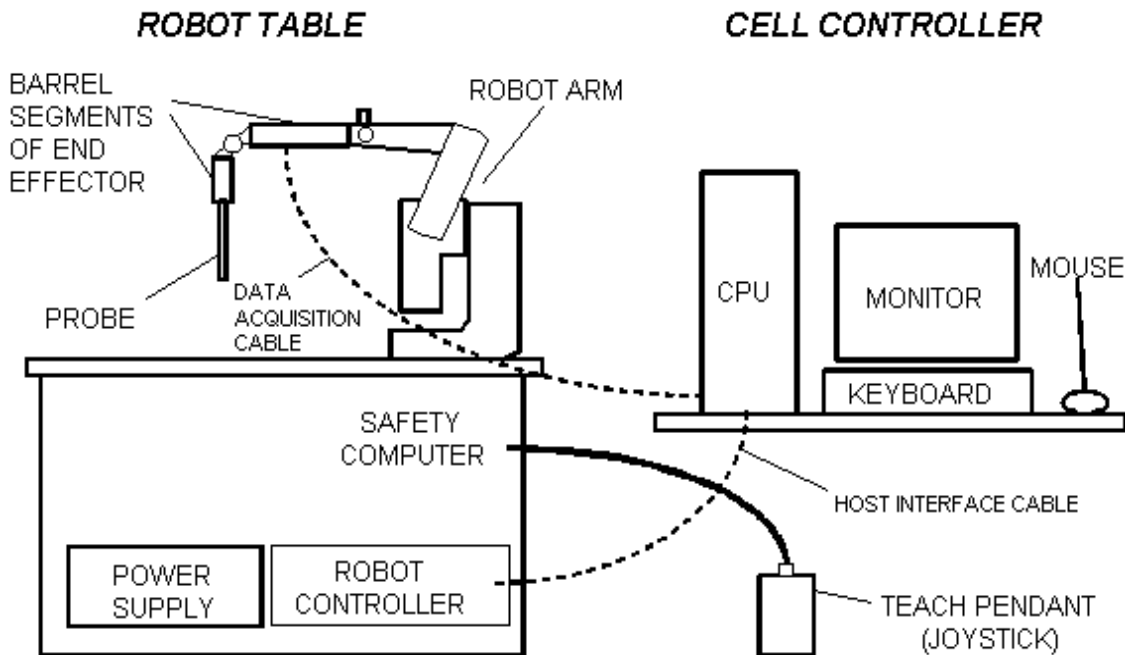 ROBOT TABLE
CELL CONTROLLER
BARREL
SEGMENTS
OF END
EFFECTOR
ROBOT ARM
PROBE
DATA
ACQUISITION
CABLE
CPU
MONITOR
MOUSE
KEYBOARD
SAFETY
COMPUTER
HOST INTERFACE CABLE
POWER
SUPPLY
ROBOT
CONTROLLER
TEACH PENDANT
(JOYSTICK)